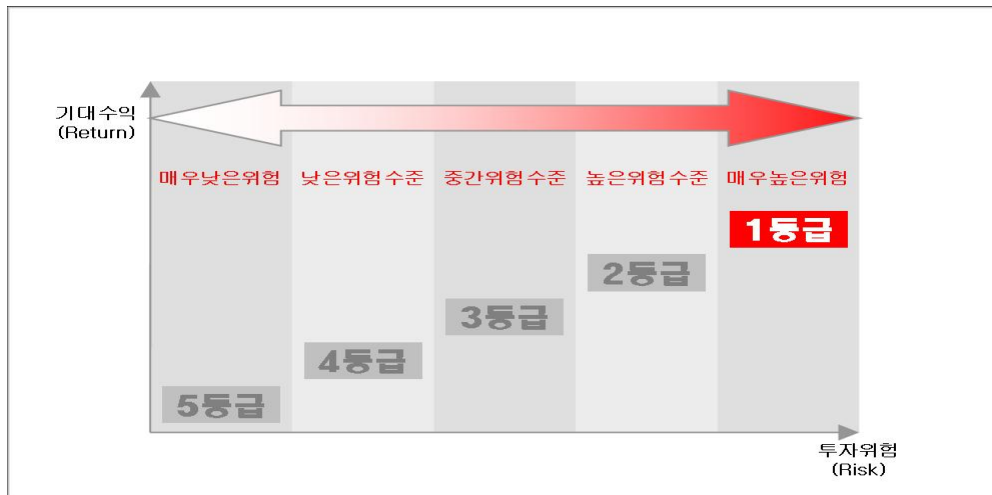 기대수익
(Return)
매우낮은위험 낮은위험수준 중간위험수준 높은위험수준 매우높은위험
1등급
2등급
3등급
4등급
5등급
투자위험
(Risk)